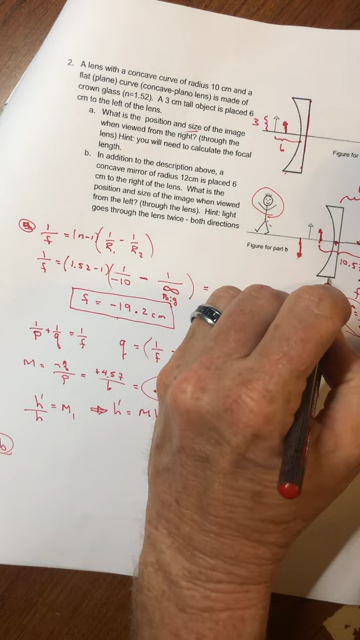 2. A lens with a concave curve of radius 10 cm and a
flat (plane) curve (concave-plano lens) is made of
crown glass (n=1.52). A 3 cm tall object is placed 6
cm to the left of the lens.
a. What is the position and size of the image
when viewed from the right? (through the
lens) Hint: you will need to calculate the focal
length.
b. In addition to the description above, a
concave mirror of radius 12cm is placed 6
cm to the right of the lens. What is the
position and size of the image when viewed
from the left? (through the lens). Hint: light
goes through the lens twice - both directions
3
6
Figure for
Figure for part b
10.5
a
1/f = (n-1)(1/R₁ - 1/R₂)
1/f = (1.52-1)(1/-10 - 1/∞) =
Big
f = -19.2 cm
1/p + 1/q = 1/f q = (1/f -
M = -q/p = +4.57/6 =
h'/h = M₁ ⇒ h' = M
b